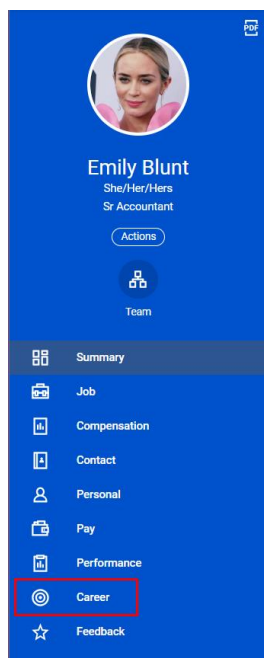 PDF
Emily Blunt
She/Her/Hers
Sr Accountant
Actions
Team
Summary
Job
Compensation
Contact
Personal
Pay
Performance
Career
Feedback